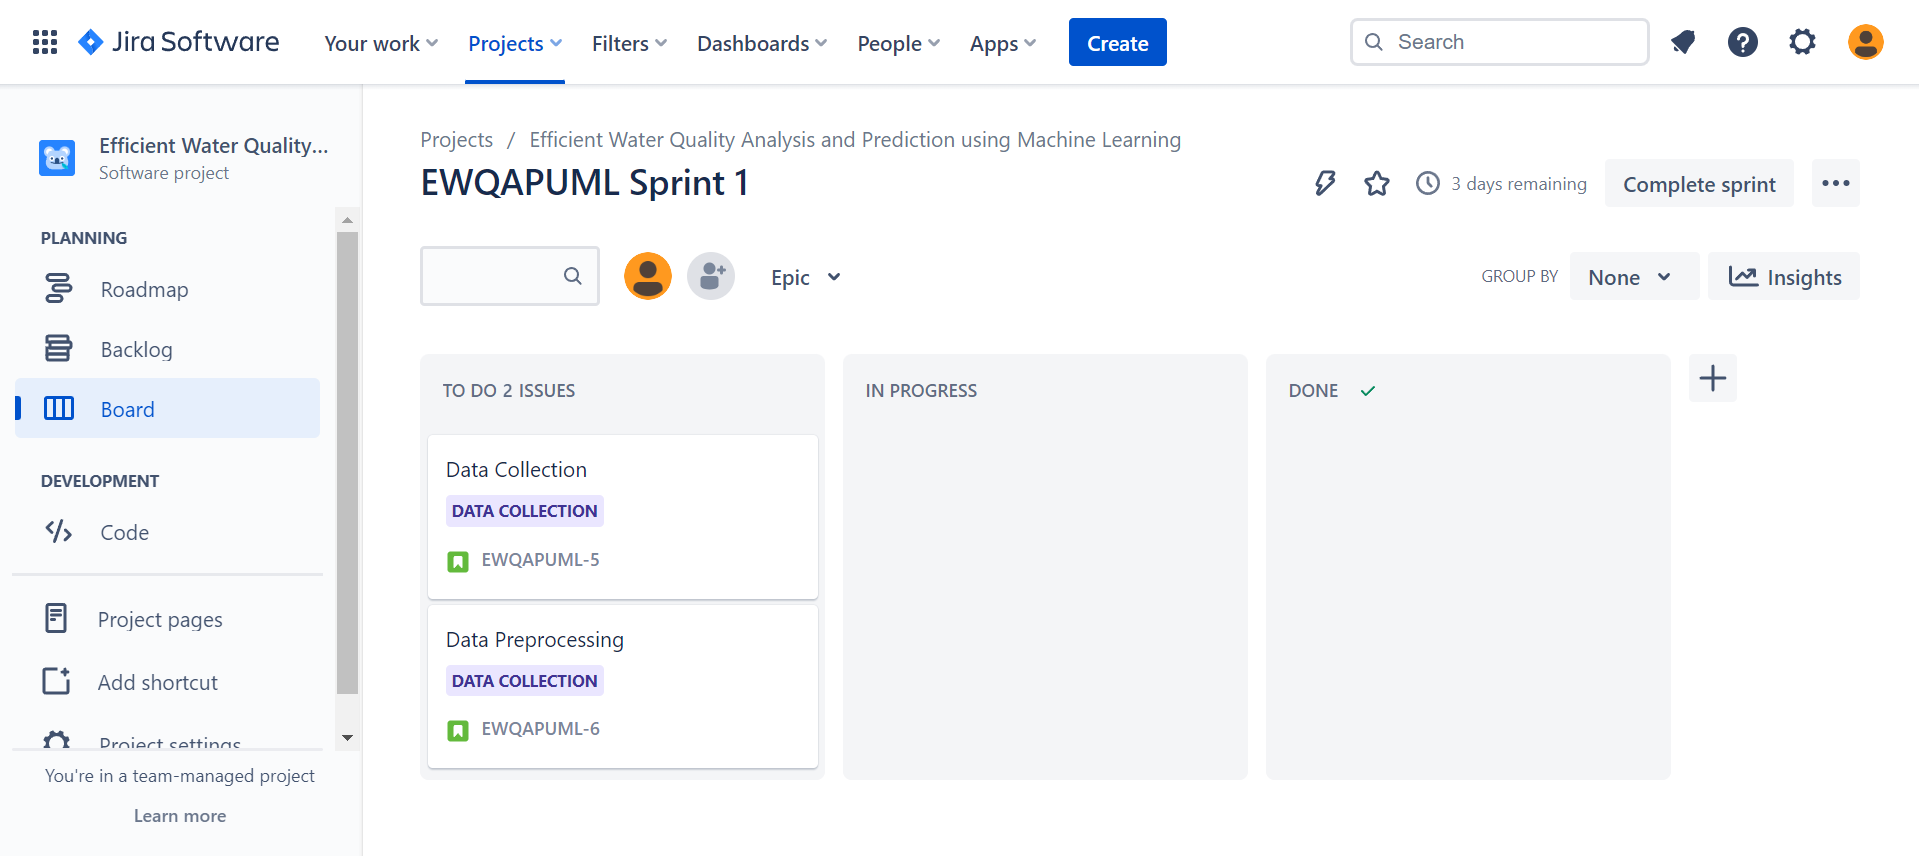 Jira Software
Your work
Projects
Filters
Dashboards
People
Apps
Create
Search
Efficient Water Quality...
Software project
PLANNING
Roadmap
Backlog
Board
DEVELOPMENT
Code
Project pages
Add shortcut
Project settings
You're in a team-managed project
Learn more
Projects / Efficient Water Quality Analysis and Prediction using Machine Learning
EWQAPUML Sprint 1
3 days remaining
Complete sprint
Epic
GROUP BY
None
Insights
TO DO 2 ISSUES
Data Collection
DATA COLLECTION
EWQAPUML-5
Data Preprocessing
DATA COLLECTION
EWQAPUML-6
IN PROGRESS
DONE